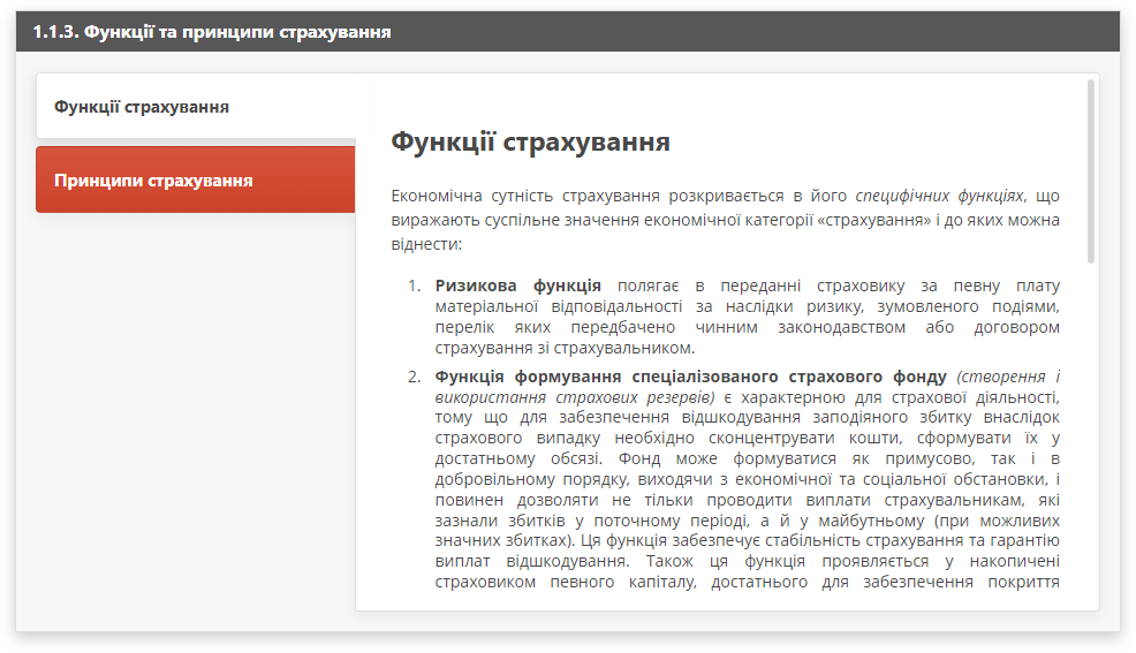 1.1.3. Функції та принципи страхування
Функції страхування
Принципи страхування
Функції страхування
Економічна сутність страхування розкривається в його специфічних функціях, що
виражають суспільне значення економічної категорії «страхування» і до яких можна
віднести:
1. Ризикова функція полягає в переданні страховику за певну плату
матеріальної відповідальності за наслідки ризику, зумовленого подіями,
перелік яких передбачено чинним законодавством або договором
страхування зі страхувальником.
2. Функція формування спеціалізованого страхового фонду (створення і
використання страхових резервів) є характерною для страхової діяльності,
тому що для забезпечення відшкодування заподіяного збитку внаслідок
страхового випадку необхідно сконцентрувати кошти, сформувати їх у
достатньому обсязі. Фонд може формуватися як примусово, так і в
добровільному порядку, виходячи з економічної та соціальної обстановки, і
повинен дозволяти не тільки проводити виплати страхувальникам, які
зазнали збитків у поточному періоді, а й у майбутньому (при можливих
значних збитках). Ця функція забезпечує стабільність страхування та гарантію
виплат відшкодування. Також ця функція проявляється у накопичені
страховиком певного капіталу, достатнього для забезпечення покриття